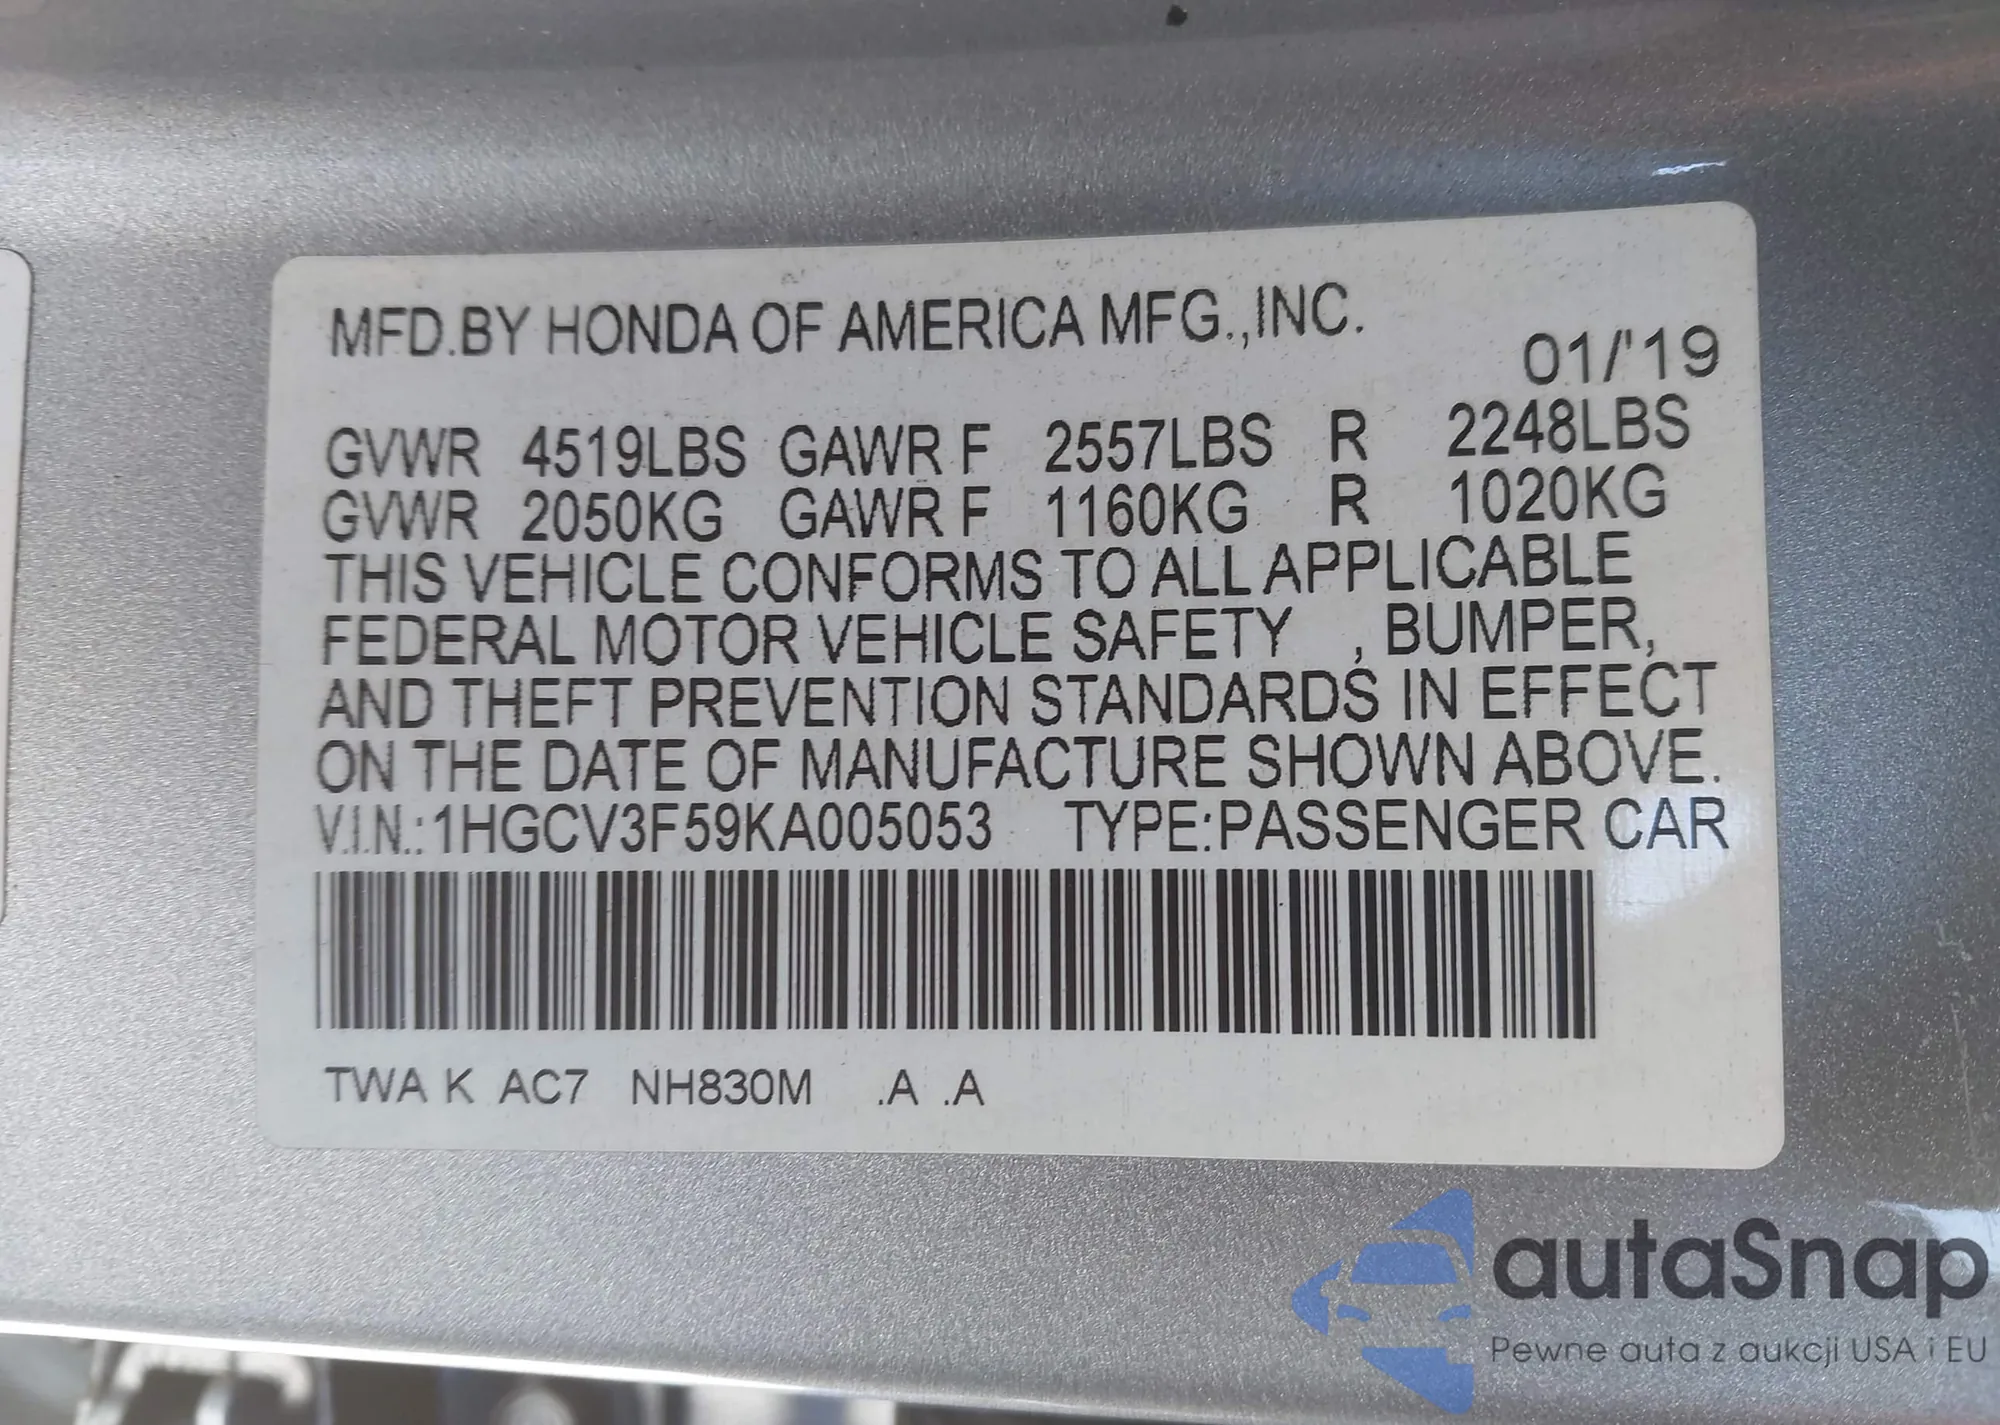 MFD.BY HONDA OF AMERICA MFG.,INC.
01/'19
GVWR 4519LBS GAWR F 2557LBS R 2248LBS
GVWR 2050KG GAWR F 1160KG R 1020KG
THIS VEHICLE CONFORMS TO ALL APPLICABLE
FEDERAL MOTOR VEHICLE SAFETY , BUMPER,
AND THEFT PREVENTION STANDARDS IN EFFECT
ON THE DATE OF MANUFACTURE SHOWN ABOVE.
V.I.N.:1HGCV3F59KA005053 TYPE:PASSENGER CAR
TWA K AC7 NH830M .A .A
autaSnap
Pewne auta z aukcji USA i EU